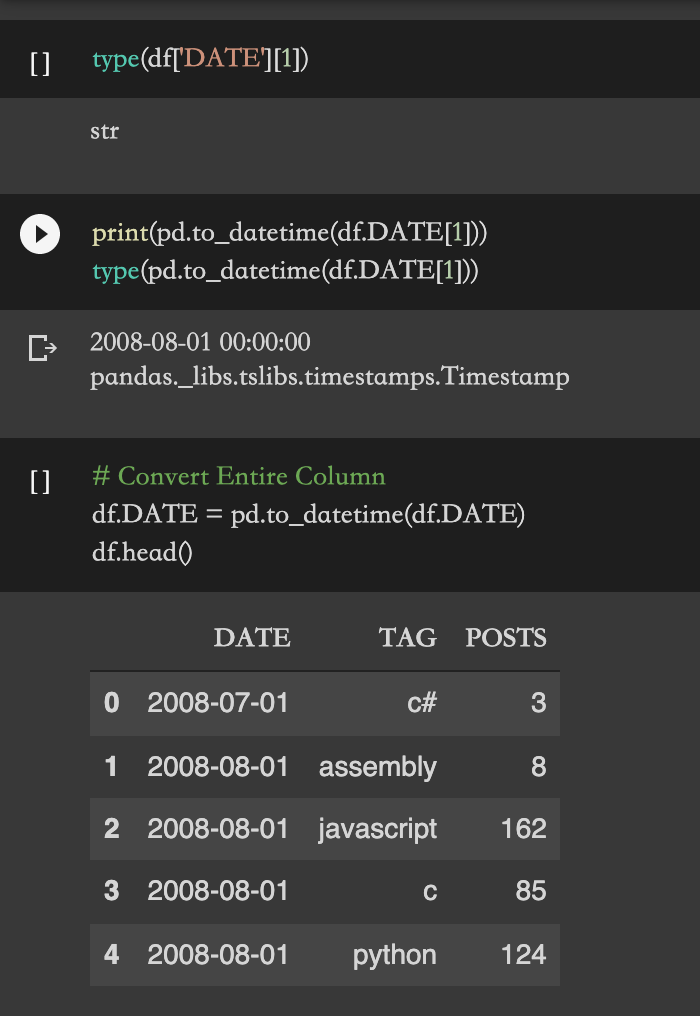 [ ] type(df['DATE'][1])
str
print(pd.to_datetime(df.DATE[1]))
type(pd.to_datetime(df.DATE[1]))
2008-08-01 00:00:00
pandas._libs.tslibs.timestamps.Timestamp
[ ] # Convert Entire Column
df.DATE = pd.to_datetime(df.DATE)
df.head()
DATE TAG POSTS
0 2008-07-01 c# 3
1 2008-08-01 assembly 8
2 2008-08-01 javascript 162
3 2008-08-01 c 85
4 2008-08-01 python 124